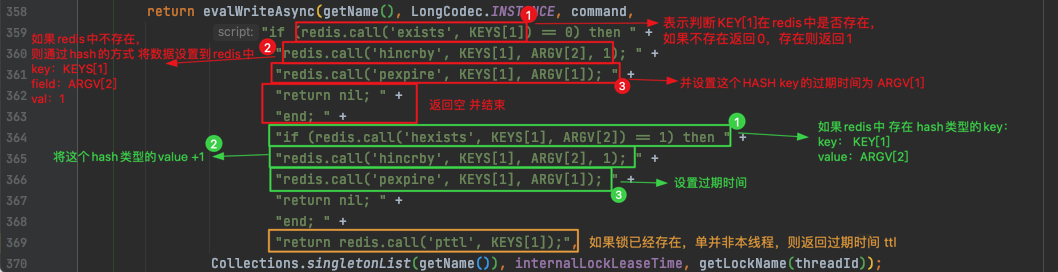 358 return evalWriteAsync(getName(), LongCodec.INSTANCE, command,
1
表示判断KEY[1]在redis中是否存在，
如果不存在返回0，存在则返回1
359 script: "if (redis.call('exists', KEYS[1]) == 0) then " +
如果redis中不存在，
则通过hash的方式 将数据设置到redis中
key：KEYS[1]
field：ARGV[2]
val：1
2
360 "redis.call('hincrby', KEYS[1], ARGV[2], 1); " +
361 "redis.call('pexpire', KEYS[1], ARGV[1]); " +
3
并设置这个HASH key的过期时间为 ARGV[1]
362 "return nil; " +
返回空 并结束
363 "end; " +
364 "if (redis.call('hexists', KEYS[1], ARGV[2]) == 1) then " +
1
如果redis中 存在 hash类型的key：
key： KEY[1]
value：ARGV[2]
2
将这个hash类型的value +1
365 "redis.call('hincrby', KEYS[1], ARGV[2], 1); " +
366 "redis.call('pexpire', KEYS[1], ARGV[1]); " +
3
设置过期时间
367 "return nil; " +
368 "end; " +
369 "return redis.call('pttl', KEYS[1]);",
如果锁已经存在，单并非本线程，则返回过期时间 ttl
370 Collections.singletonList(getName()), internalLockLeaseTime, getLockName(threadId));